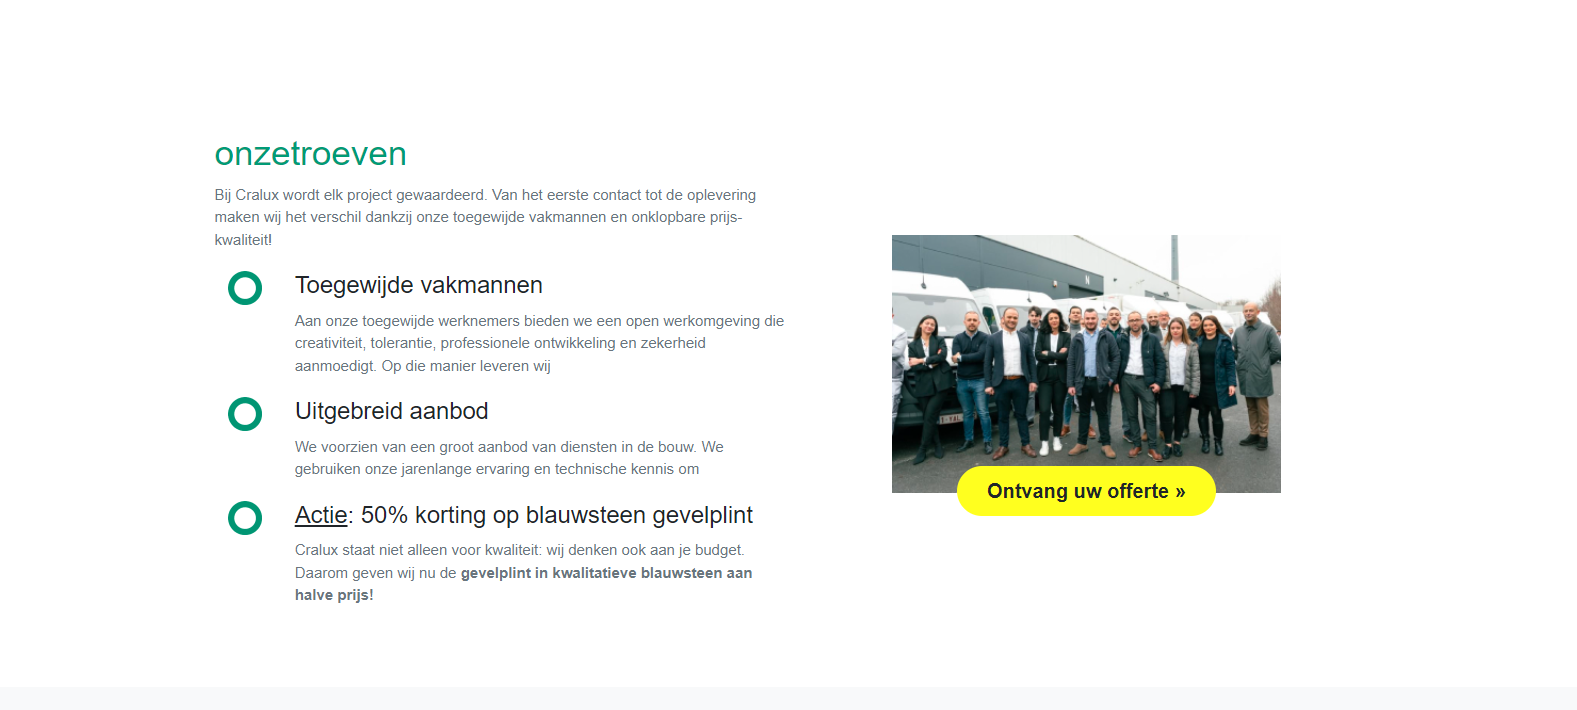 onzetroeven
Bij Cralux wordt elk project gewaardeerd. Van het eerste contact tot de oplevering
maken wij het verschil dankzij onze toegewijde vakmannen en onklopbare prijs-
kwaliteit!
Toegewijde vakmannen
Aan onze toegewijde werknemers bieden we een open werkomgeving die
creativiteit, tolerantie, professionele ontwikkeling en zekerheid
aanmoedigt. Op die manier leveren wij
Uitgebreid aanbod
We voorzien van een groot aanbod van diensten in de bouw. We
gebruiken onze jarenlange ervaring en technische kennis om
Actie: 50% korting op blauwsteen gevelplint
Cralux staat niet alleen voor kwaliteit: wij denken ook aan je budget.
Daarom geven wij nu de gevelplint in kwalitatieve blauwsteen aan
halve prijs!
N
Ontvang uw offerte »